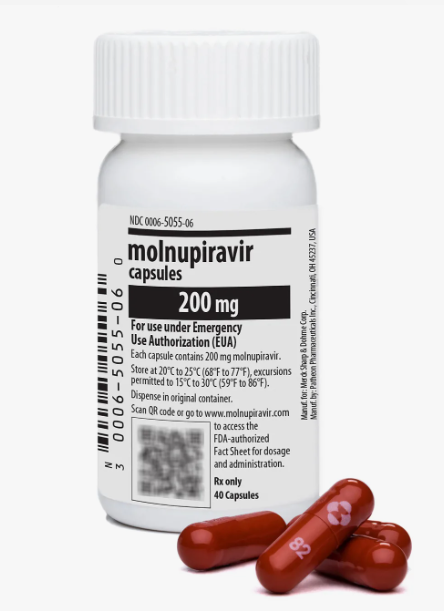 NDC 0006-5055-06
molnupiravir
capsules
200 mg
For use under Emergency
Use Authorization (EUA)
Each capsule contains 200 mg molnupiravir.
Store at 20°C to 25°C (68°F to 77°F), excursions
permitted to 15°C to 30°C (59°F to 86°F).
Dispense in original container.
Scan QR code or go to www.molnupiravir.com
to access the
FDA-authorized
Fact Sheet for dosage
and administration.
Rx only
40 Capsules
N
3 0006-5055-06 0
Manuf. for: Merck Sharp & Dohme Corp.
Manuf. by: Patheon Pharmaceuticals Inc., Cincinnati, OH 45237, USA
82